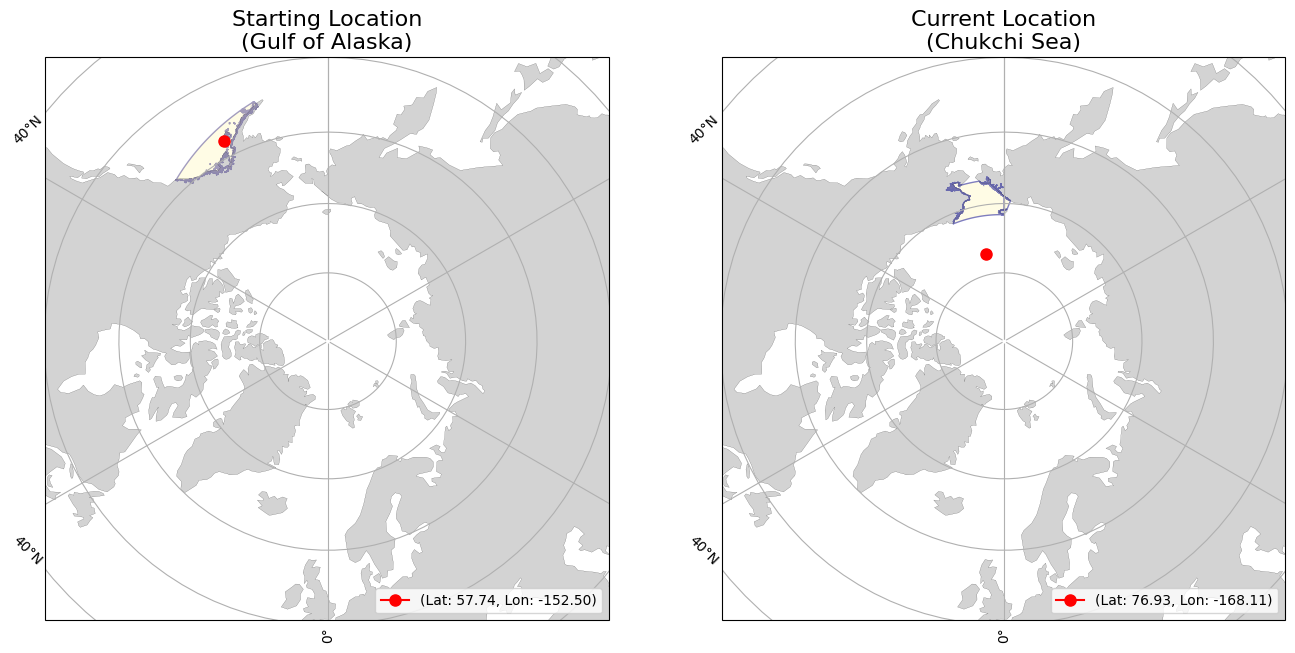 Starting Location
(Gulf of Alaska)
40°N
40°N
0°
(Lat: 57.74, Lon: -152.50)
Current Location
(Chukchi Sea)
40°N
40°N
0°
(Lat: 76.93, Lon: -168.11)